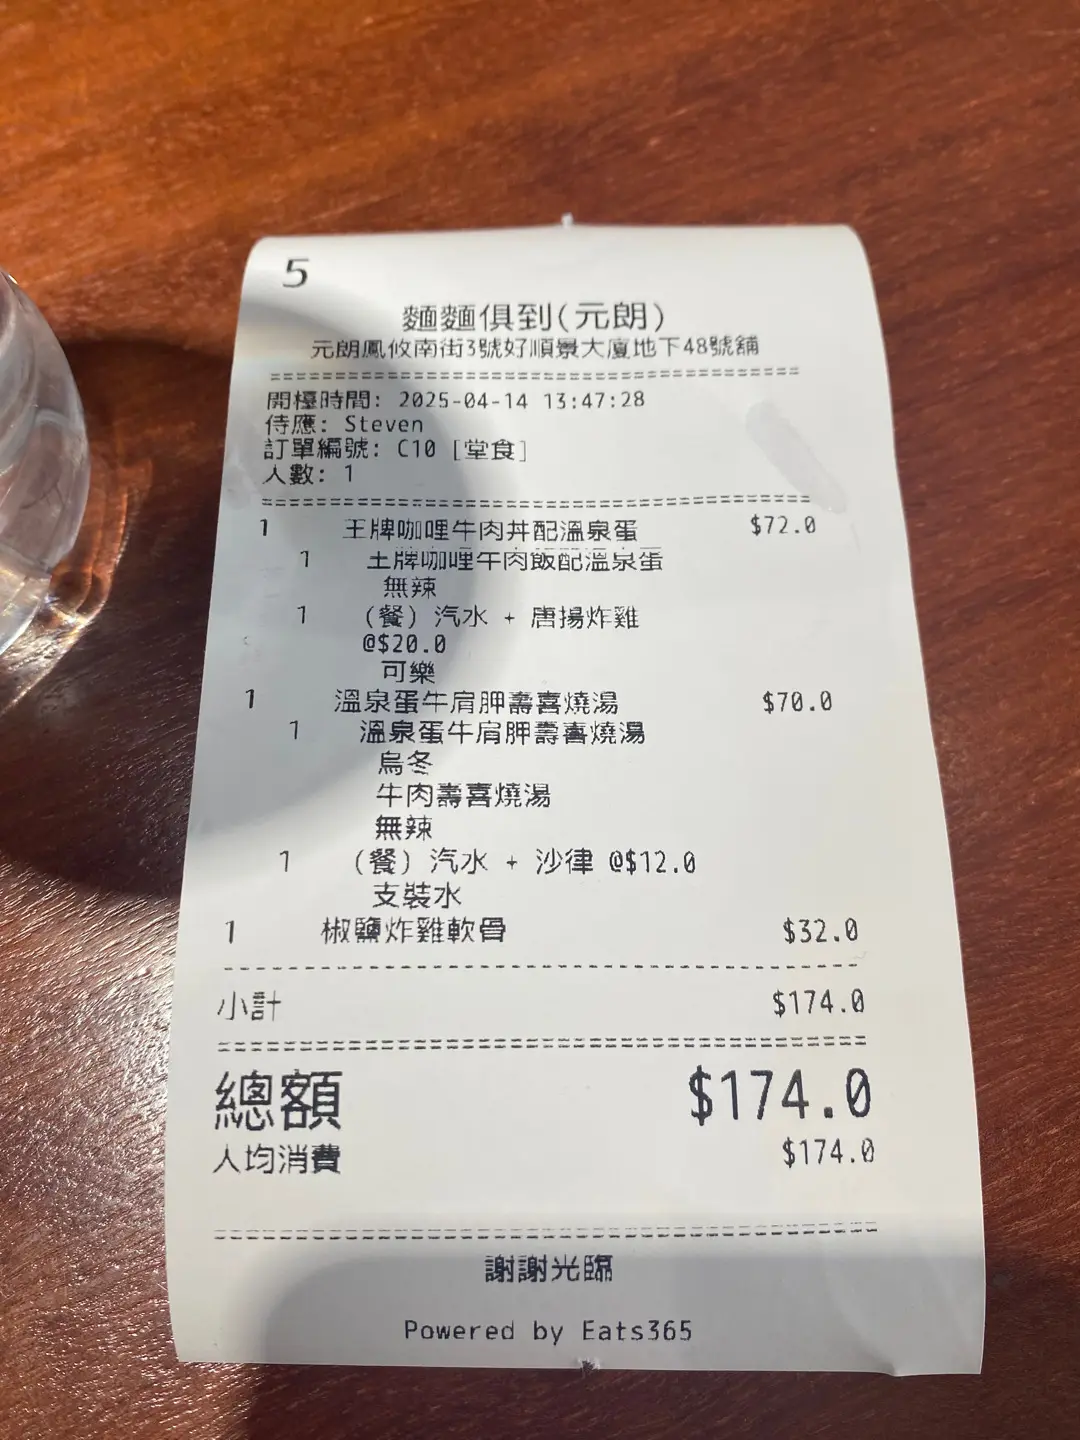 5
麵麵俱到(元朗)
元朗鳳攸南街3號好順景大廈地下48號舖
開檯時間: 2025-04-14 13:47:28
侍應: Steven
訂單編號: C10 [堂食]
人數: 1
1 王牌咖哩牛肉丼配溫泉蛋 $72.0
1 王牌咖哩牛肉飯配溫泉蛋
無辣
1 (餐) 汽水 + 唐揚炸雞
@$20.0
可樂
1 溫泉蛋牛肩胛壽喜燒湯 $70.0
1 溫泉蛋牛肩胛壽喜燒湯
烏冬
牛肉壽喜燒湯
無辣
1 (餐) 汽水 + 沙律 @$12.0
支裝水
1 椒鹽炸雞軟骨 $32.0
小計 $174.0
總額 $174.0
人均消費 $174.0
謝謝光臨
Powered by Eats365